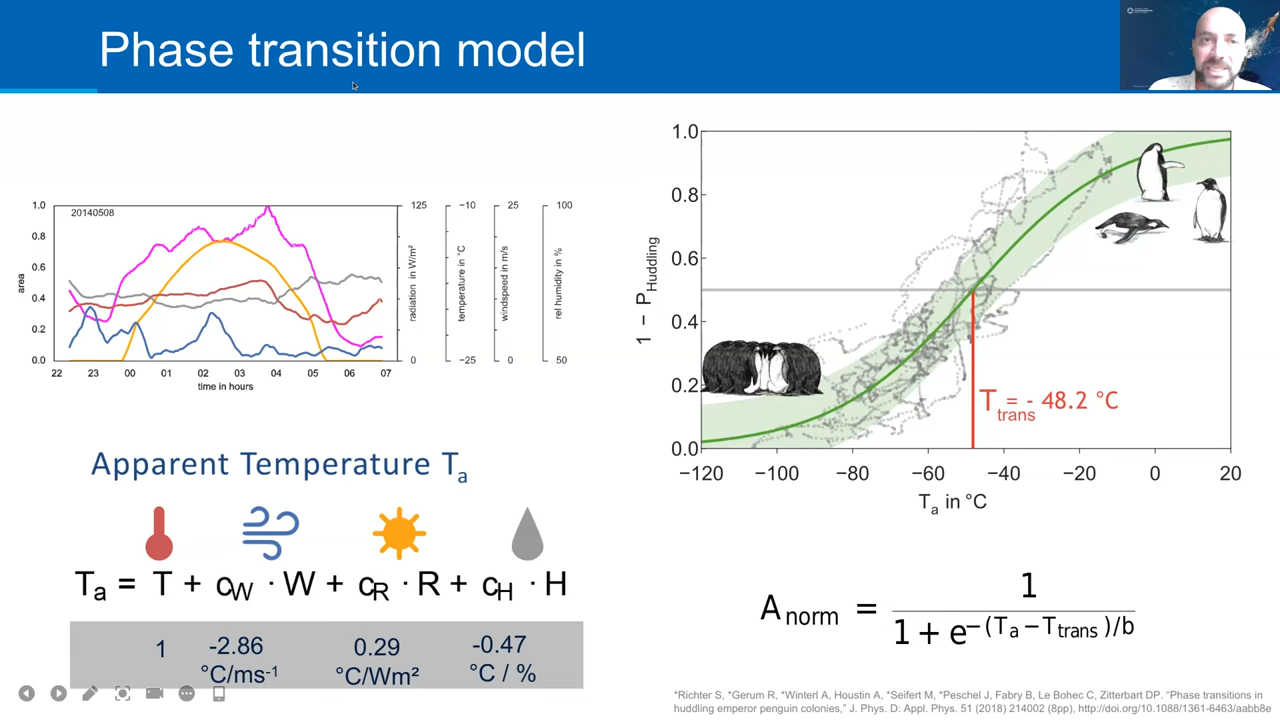 Phase transition model
20140508
1.0
0.8
0.6
0.4
0.2
0.0
area
22 23 00 01 02 03 04 05 06 07
time in hours
125
0
radiation in W/m²
−10
−25
temperature in °C
25
0
windspeed in m/s
100
50
rel humidity in %
Apparent Temperature Ta
Ta = T + cW · W + cR · R + cH · H
1 -2.86 0.29 -0.47
°C/ms-1 °C/Wm² °C / %
1.0
0.8
0.6
0.4
0.2
0.0
1 − PHuddling
Ttrans = - 48.2 °C
−120 −100 −80 −60 −40 −20 0 20
Ta in °C
Anorm = 1 / 1 + e−(Ta−Ttrans)/b
*Richter S, *Gerum R, *Winterl A, Houstin A, *Seifert M, *Peschel J, Fabry B, Le Bohec C, Zitterbart DP. “Phase transitions in
huddling emperor penguin colonies,” J. Phys. D: Appl. Phys. 51 (2018) 214002 (8pp), http://doi.org/10.1088/1361-6463/aabb8e